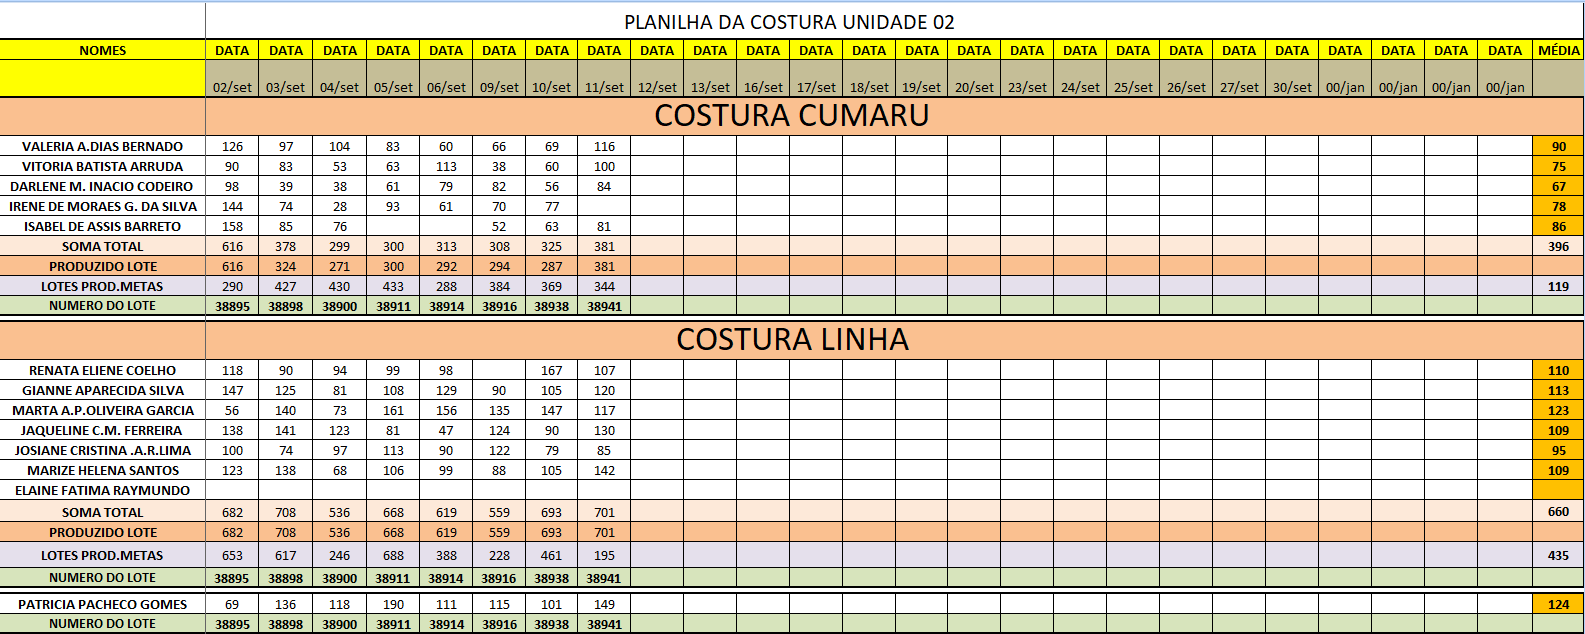 PLANILHA DA COSTURA UNIDADE 02
NOMES DATA DATA DATA DATA DATA DATA DATA DATA DATA DATA DATA DATA DATA DATA DATA DATA DATA DATA DATA DATA DATA DATA DATA DATA DATA MÉDIA
02/set 03/set 04/set 05/set 06/set 09/set 10/set 11/set 12/set 13/set 16/set 17/set 18/set 19/set 20/set 23/set 24/set 25/set 26/set 27/set 30/set 00/jan 00/jan 00/jan 00/jan
COSTURA CUMARU
VALERIA A.DIAS BERNADO 126 97 104 83 60 66 69 116 90
VITORIA BATISTA ARRUDA 90 83 53 63 113 38 60 100 75
DARLENE M. INACIO CODEIRO 98 39 38 61 79 82 56 84 67
IRENE DE MORAES G. DA SILVA 144 74 28 93 61 70 77 78
ISABEL DE ASSIS BARRETO 158 85 76 52 63 81 86
SOMA TOTAL 616 378 299 300 313 308 325 381 396
PRODUZIDO LOTE 616 324 271 300 292 294 287 381
LOTES PROD.METAS 290 427 430 433 288 384 369 344 119
NUMERO DO LOTE 38895 38898 38900 38911 38914 38916 38938 38941
COSTURA LINHA
RENATA ELIENE COELHO 118 90 94 99 98 167 107 110
GIANNE APARECIDA SILVA 147 125 81 108 129 90 105 120 113
MARTA A.P.OLIVEIRA GARCIA 56 140 73 161 156 135 147 117 123
JAQUELINE C.M. FERREIRA 138 141 123 81 47 124 90 130 109
JOSIANE CRISTINA .A.R.LIMA 100 74 97 113 90 122 79 85 95
MARIZE HELENA SANTOS 123 138 68 106 99 88 105 142 109
ELAINE FATIMA RAYMUNDO
SOMA TOTAL 682 708 536 668 619 559 693 701 660
PRODUZIDO LOTE 682 708 536 668 619 559 693 701
LOTES PROD.METAS 653 617 246 688 388 228 461 195 435
NUMERO DO LOTE 38895 38898 38900 38911 38914 38916 38938 38941
PATRICIA PACHECO GOMES 69 136 118 190 111 115 101 149 124
NUMERO DO LOTE 38895 38898 38900 38911 38914 38916 38938 38941